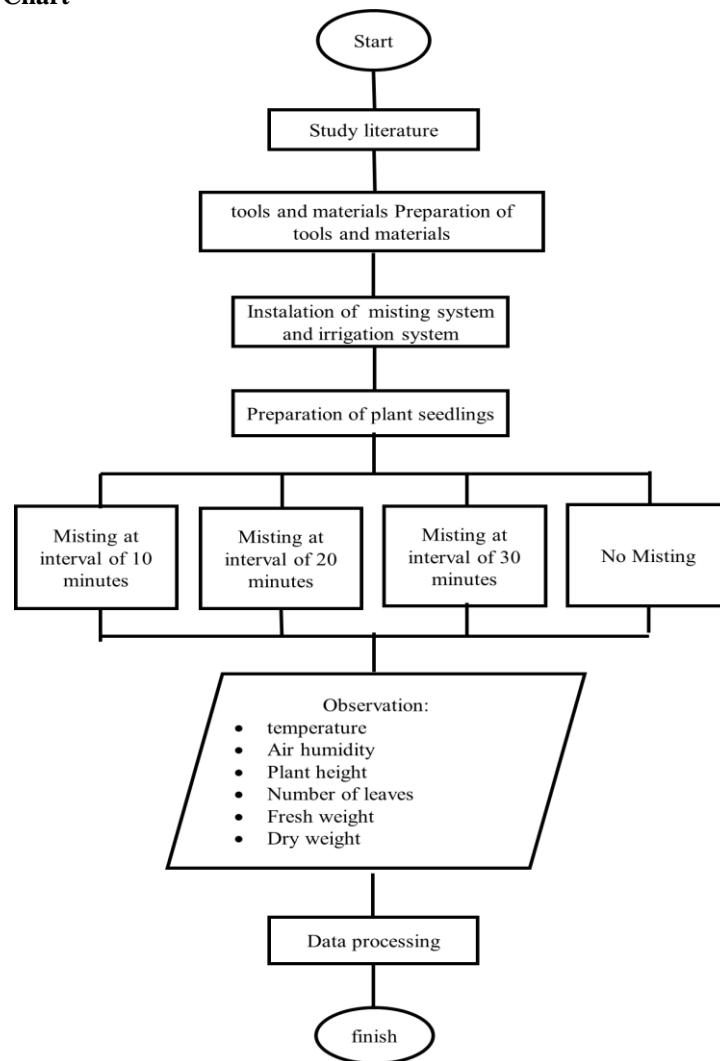 Chart
Start
Study literature
tools and materials Preparation of
tools and materials
Instalation of misting system
and irrigation system
Preparation of plant seedlings
Misting at
interval of 10
minutes
Misting at
interval of 20
minutes
Misting at
interval of 30
minutes
No Misting
Observation:
• temperature
• Air humidity
• Plant height
• Number of leaves
• Fresh weight
• Dry weight
Data processing
finish